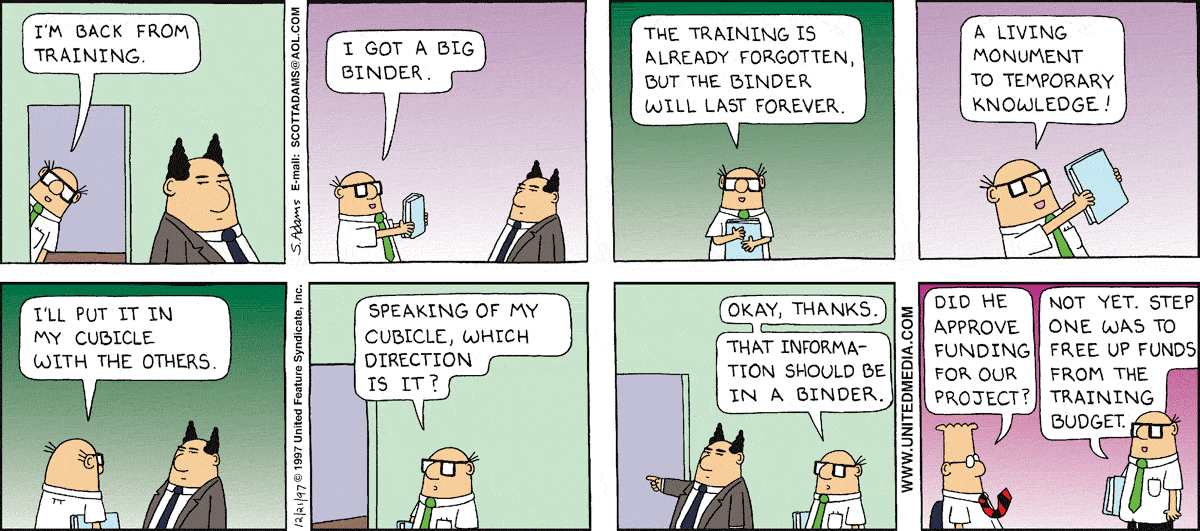 I'M BACK FROM
TRAINING.
S. Adams E-mail: SCOTTADAMS@AOL.COM
I GOT A BIG
BINDER.
THE TRAINING IS
ALREADY FORGOTTEN,
BUT THE BINDER
WILL LAST FOREVER.
A LIVING
MONUMENT
TO TEMPORARY
KNOWLEDGE!
I'LL PUT IT IN
MY CUBICLE
WITH THE OTHERS.
12/21/97 © 1997 United Feature Syndicate, Inc.
SPEAKING OF MY
CUBICLE, WHICH
DIRECTION
IS IT?
OKAY, THANKS.
THAT INFORMA-
TION SHOULD BE
IN A BINDER.
WWW.UNITEDMEDIA.COM
DID HE
APPROVE
FUNDING
FOR OUR
PROJECT?
NOT YET. STEP
ONE WAS TO
FREE UP FUNDS
FROM THE
TRAINING
BUDGET.